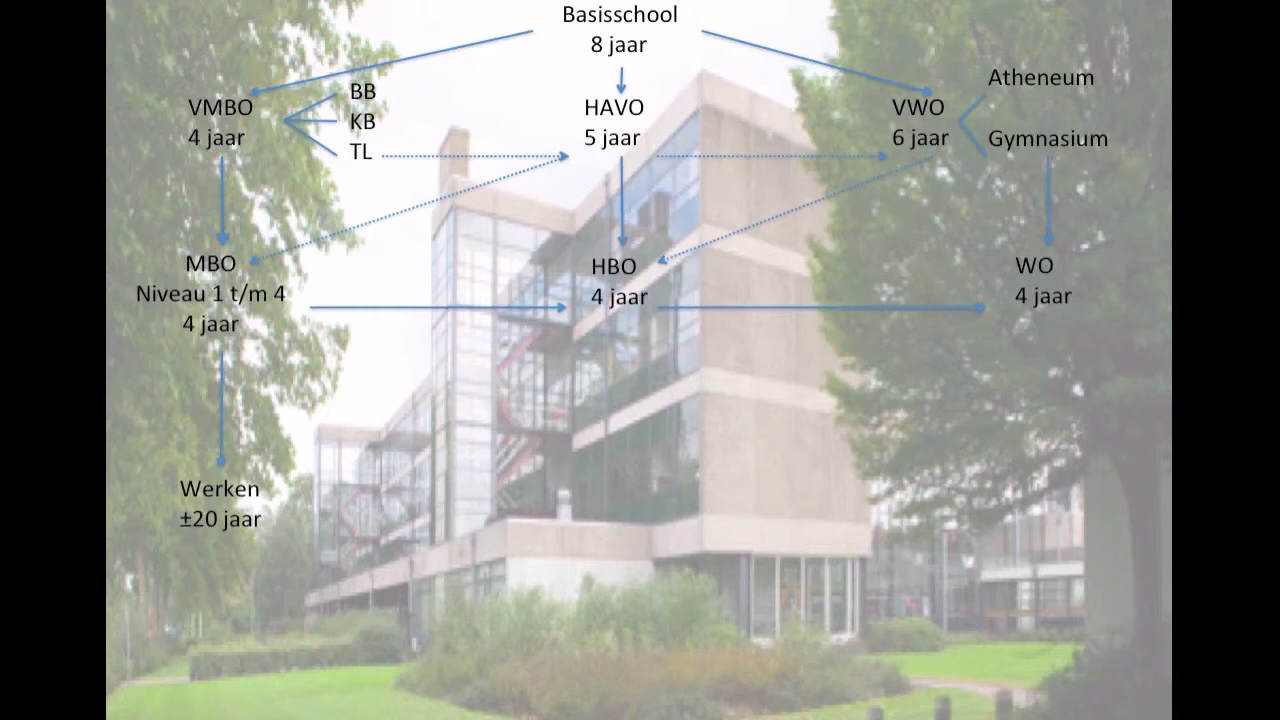 Basisschool
8 jaar
VMBO
4 jaar
BB
KB
TL
HAVO
5 jaar
VWO
6 jaar
Atheneum
Gymnasium
MBO
Niveau 1 t/m 4
4 jaar
HBO
4 jaar
WO
4 jaar
Werken
±20 jaar